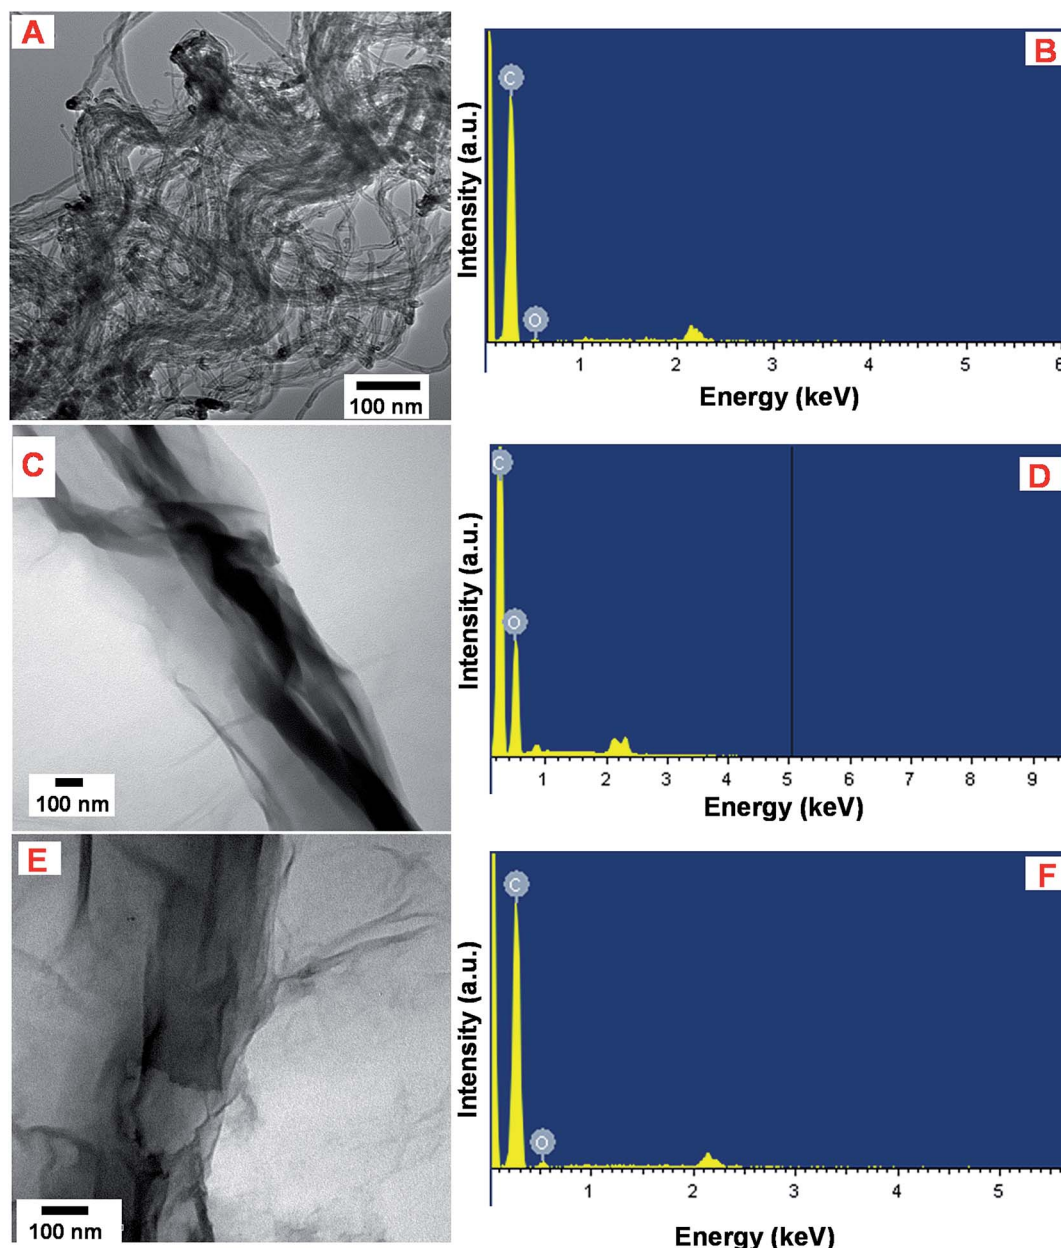 A
100 nm
B
C
O
Intensity (a.u.)
1 2 3 4 5 6
Energy (keV)
C
100 nm
D
C
O
Intensity (a.u.)
1 2 3 4 5 6 7 8 9
Energy (keV)
E
100 nm
F
C
O
Intensity (a.u.)
1 2 3 4 5
Energy (keV)